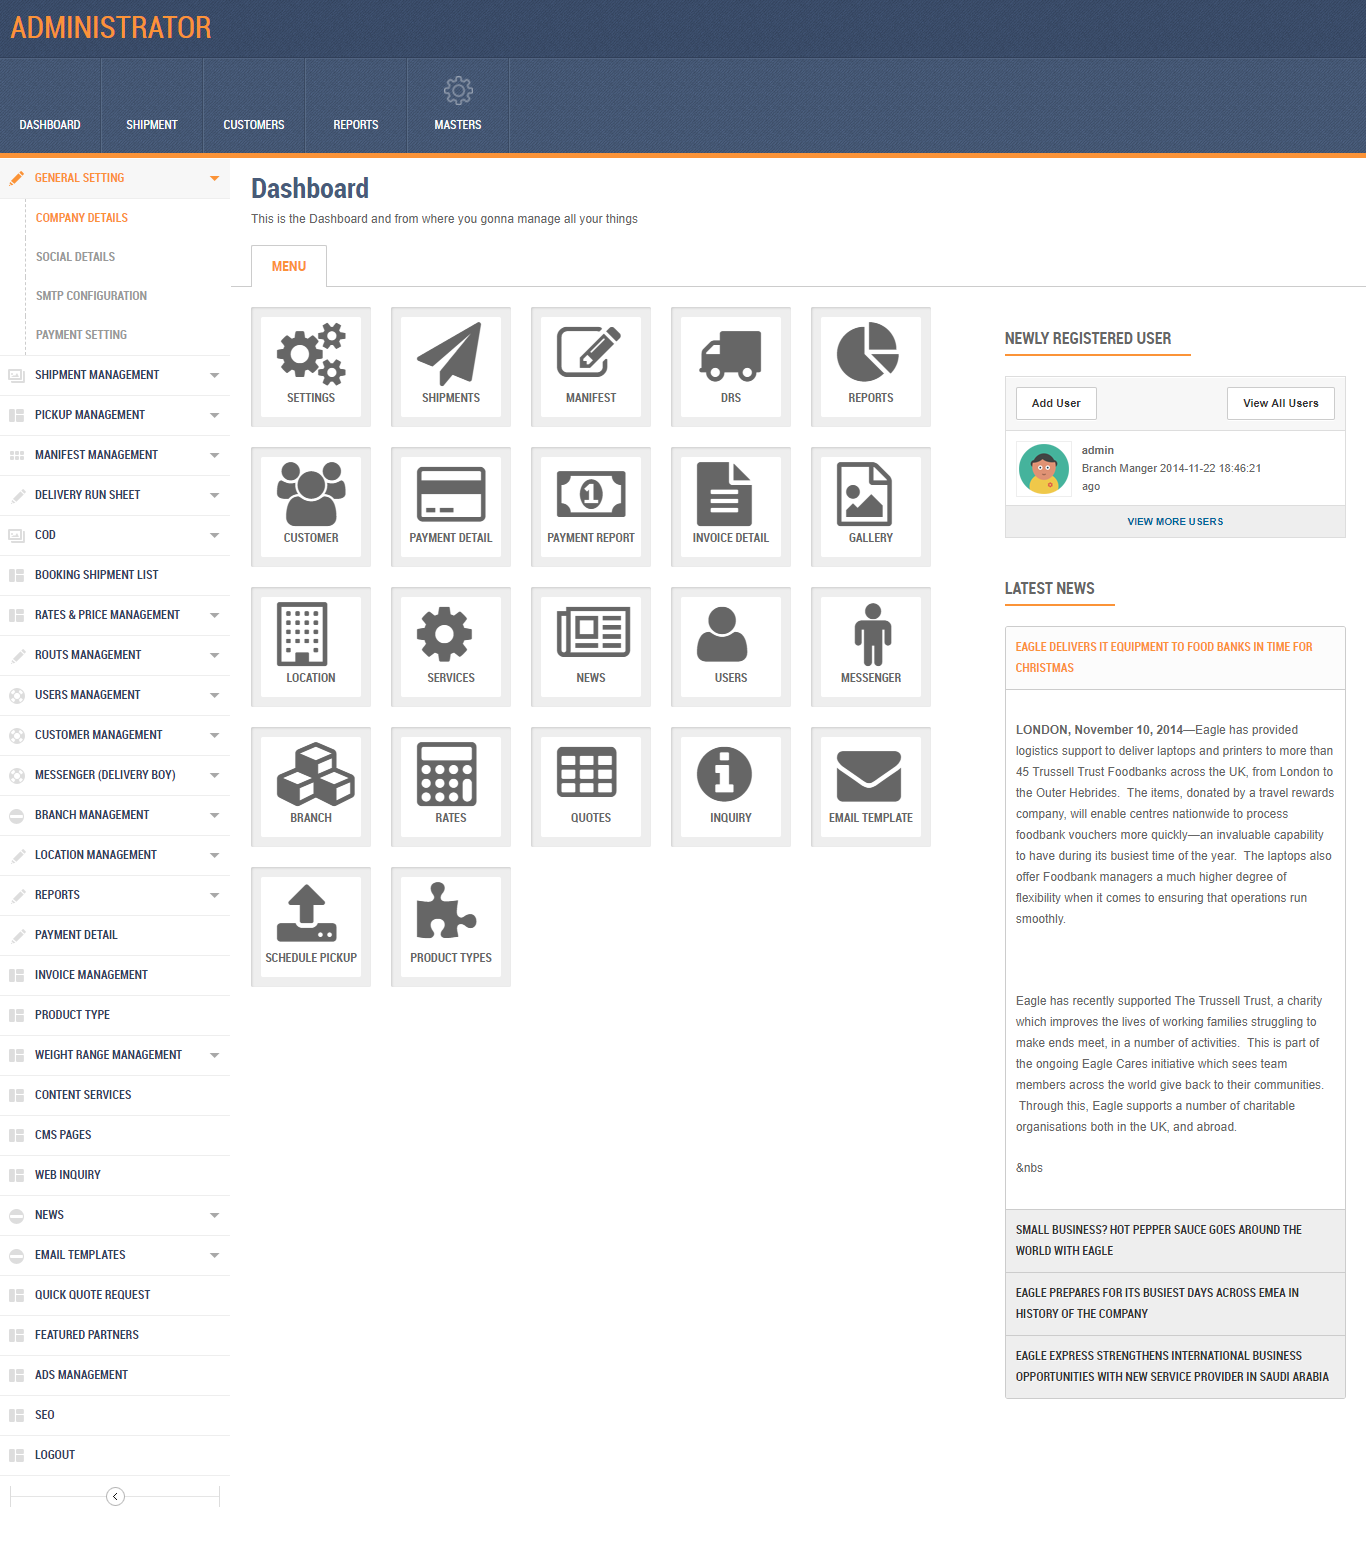 ADMINISTRATOR
DASHBOARD
SHIPMENT
CUSTOMERS
REPORTS
MASTERS
GENERAL SETTING
COMPANY DETAILS
SOCIAL DETAILS
SMTP CONFIGURATION
PAYMENT SETTING
SHIPMENT MANAGEMENT
PICKUP MANAGEMENT
MANIFEST MANAGEMENT
DELIVERY RUN SHEET
COD
BOOKING SHIPMENT LIST
RATES & PRICE MANAGEMENT
ROUTS MANAGEMENT
USERS MANAGEMENT
CUSTOMER MANAGEMENT
MESSENGER (DELIVERY BOY)
BRANCH MANAGEMENT
LOCATION MANAGEMENT
REPORTS
PAYMENT DETAIL
INVOICE MANAGEMENT
PRODUCT TYPE
WEIGHT RANGE MANAGEMENT
CONTENT SERVICES
CMS PAGES
WEB INQUIRY
NEWS
EMAIL TEMPLATES
QUICK QUOTE REQUEST
FEATURED PARTNERS
ADS MANAGEMENT
SEO
LOGOUT
Dashboard
This is the Dashboard and from where you gonna manage all your things
MENU
SETTINGS
SHIPMENTS
MANIFEST
DRS
REPORTS
CUSTOMER
PAYMENT DETAIL
1
PAYMENT REPORT
INVOICE DETAIL
GALLERY
LOCATION
SERVICES
NEWS
USERS
MESSENGER
BRANCH
RATES
QUOTES
INQUIRY
EMAIL TEMPLATE
SCHEDULE PICKUP
PRODUCT TYPES
NEWLY REGISTERED USER
Add User
View All Users
admin
Branch Manger 2014-11-22 18:46:21
ago
VIEW MORE USERS
LATEST NEWS
EAGLE DELIVERS IT EQUIPMENT TO FOOD BANKS IN TIME FOR
CHRISTMAS
LONDON, November 10, 2014—Eagle has provided
logistics support to deliver laptops and printers to more than
45 Trussell Trust Foodbanks across the UK, from London to
the Outer Hebrides.  The items, donated by a travel rewards
company, will enable centres nationwide to process
foodbank vouchers more quickly—an invaluable capability
to have during its busiest time of the year.  The laptops also
offer Foodbank managers a much higher degree of
flexibility when it comes to ensuring that operations run
smoothly.
Eagle has recently supported The Trussell Trust, a charity
which improves the lives of working families struggling to
make ends meet, in a number of activities.  This is part of
the ongoing Eagle Cares initiative which sees team
members across the world give back to their communities.
Through this, Eagle supports a number of charitable
organisations both in the UK, and abroad.
&nbs
SMALL BUSINESS? HOT PEPPER SAUCE GOES AROUND THE
WORLD WITH EAGLE
EAGLE PREPARES FOR ITS BUSIEST DAYS ACROSS EMEA IN
HISTORY OF THE COMPANY
EAGLE EXPRESS STRENGTHENS INTERNATIONAL BUSINESS
OPPORTUNITIES WITH NEW SERVICE PROVIDER IN SAUDI ARABIA